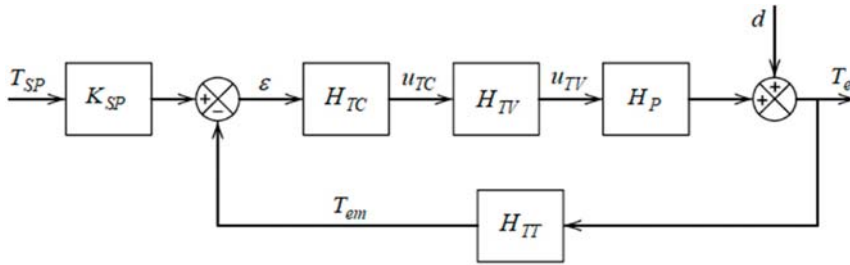 d
T_SP K_SP + − ε H_TC u_TC H_TV u_TV H_P + + T_e
T_em H_TT